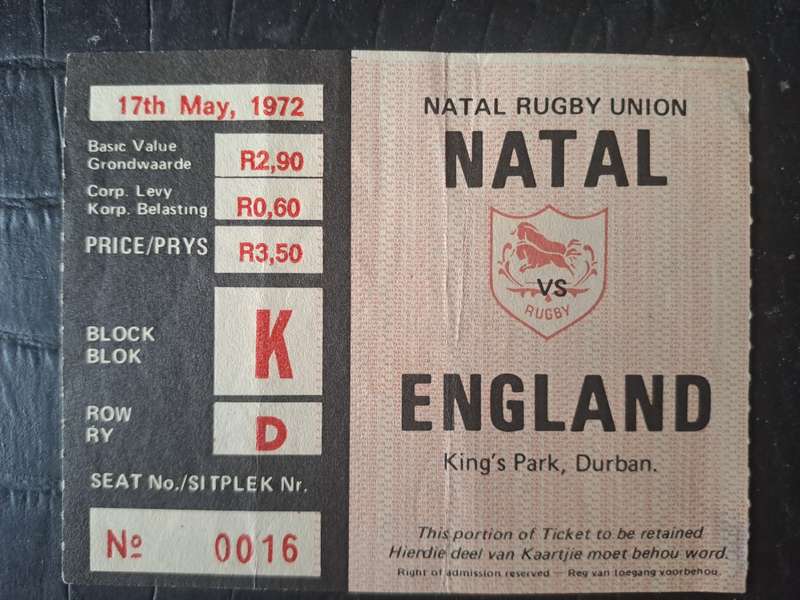 17th May, 1972
Basic Value
Grondwaarde
R2,90
Corp. Levy
Korp. Belasting
R0,60
PRICE/PRYS
R3,50
BLOCK
BLOK
K
ROW
RY
D
SEAT No./SITPLEK Nr.
Nº 0016
NATAL RUGBY UNION
NATAL
VS
RUGBY
ENGLAND
King's Park, Durban.
This portion of Ticket to be retained
Hierdie deel van Kaartjie moet behou word.
Right of admission reserved — Reg van toegang voorbehou.